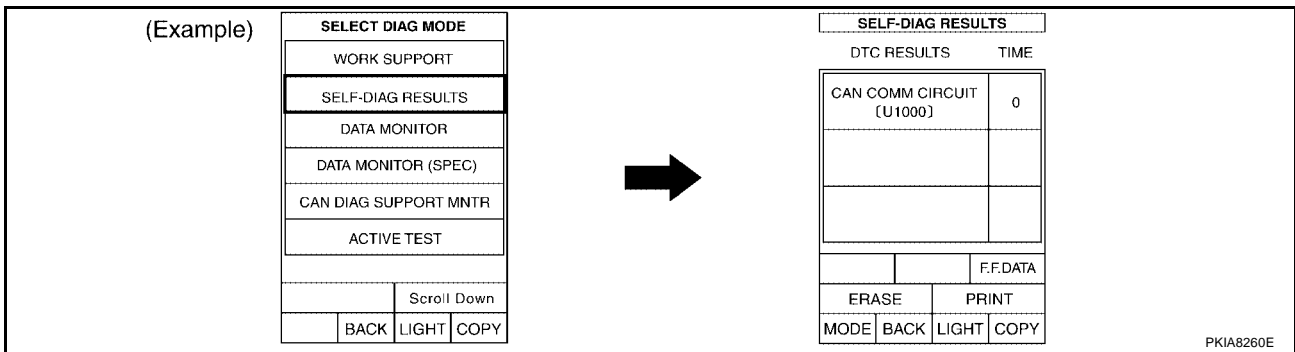 (Example)
SELECT DIAG MODE
WORK SUPPORT
SELF-DIAG RESULTS
DATA MONITOR
DATA MONITOR (SPEC)
CAN DIAG SUPPORT MNTR
ACTIVE TEST
Scroll Down
BACK LIGHT COPY
SELF-DIAG RESULTS
DTC RESULTS TIME
CAN COMM CIRCUIT 0
[U1000]
F.F.DATA
ERASE PRINT
MODE BACK LIGHT COPY
PKIA8260E